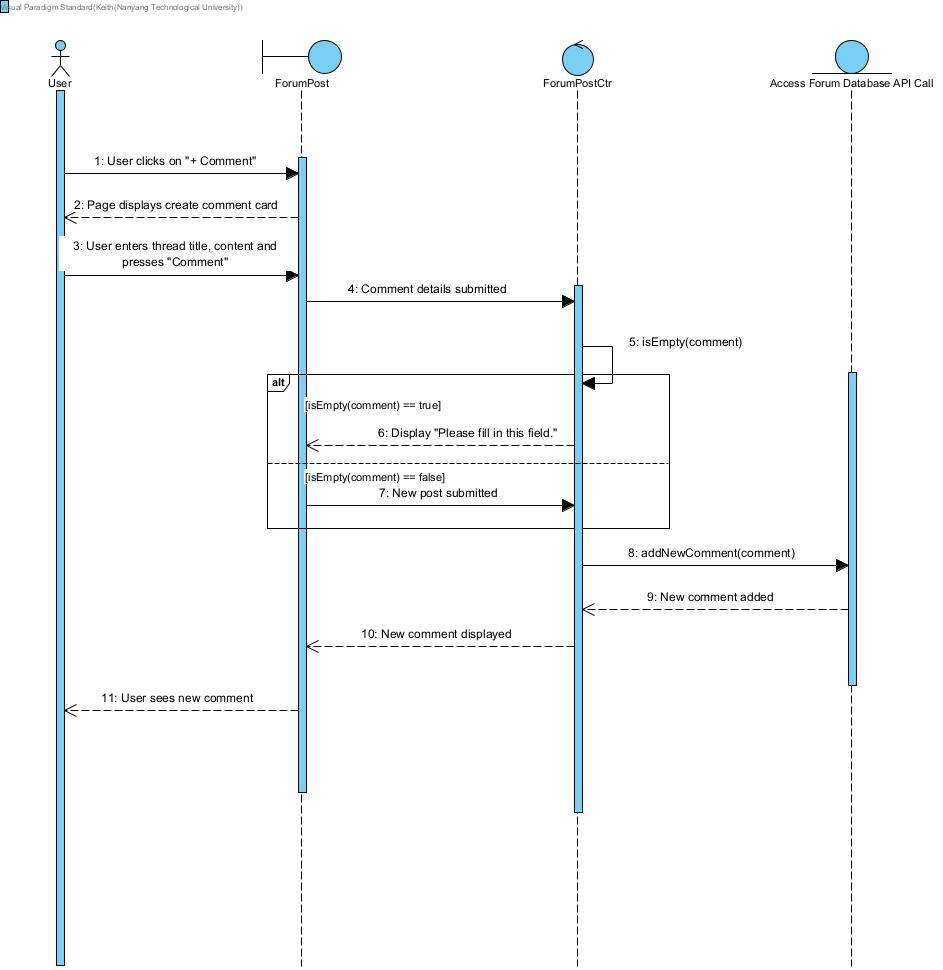 Visual Paradigm Standard(Keith(Nanyang Technological University))
User
ForumPost
ForumPostCtr
Access Forum Database API Call
1: User clicks on "+ Comment"
2: Page displays create comment card
3: User enters thread title, content and
presses "Comment"
4: Comment details submitted
5: isEmpty(comment)
alt
[isEmpty(comment) == true]
6: Display "Please fill in this field."
[isEmpty(comment) == false]
7: New post submitted
8: addNewComment(comment)
9: New comment added
10: New comment displayed
11: User sees new comment